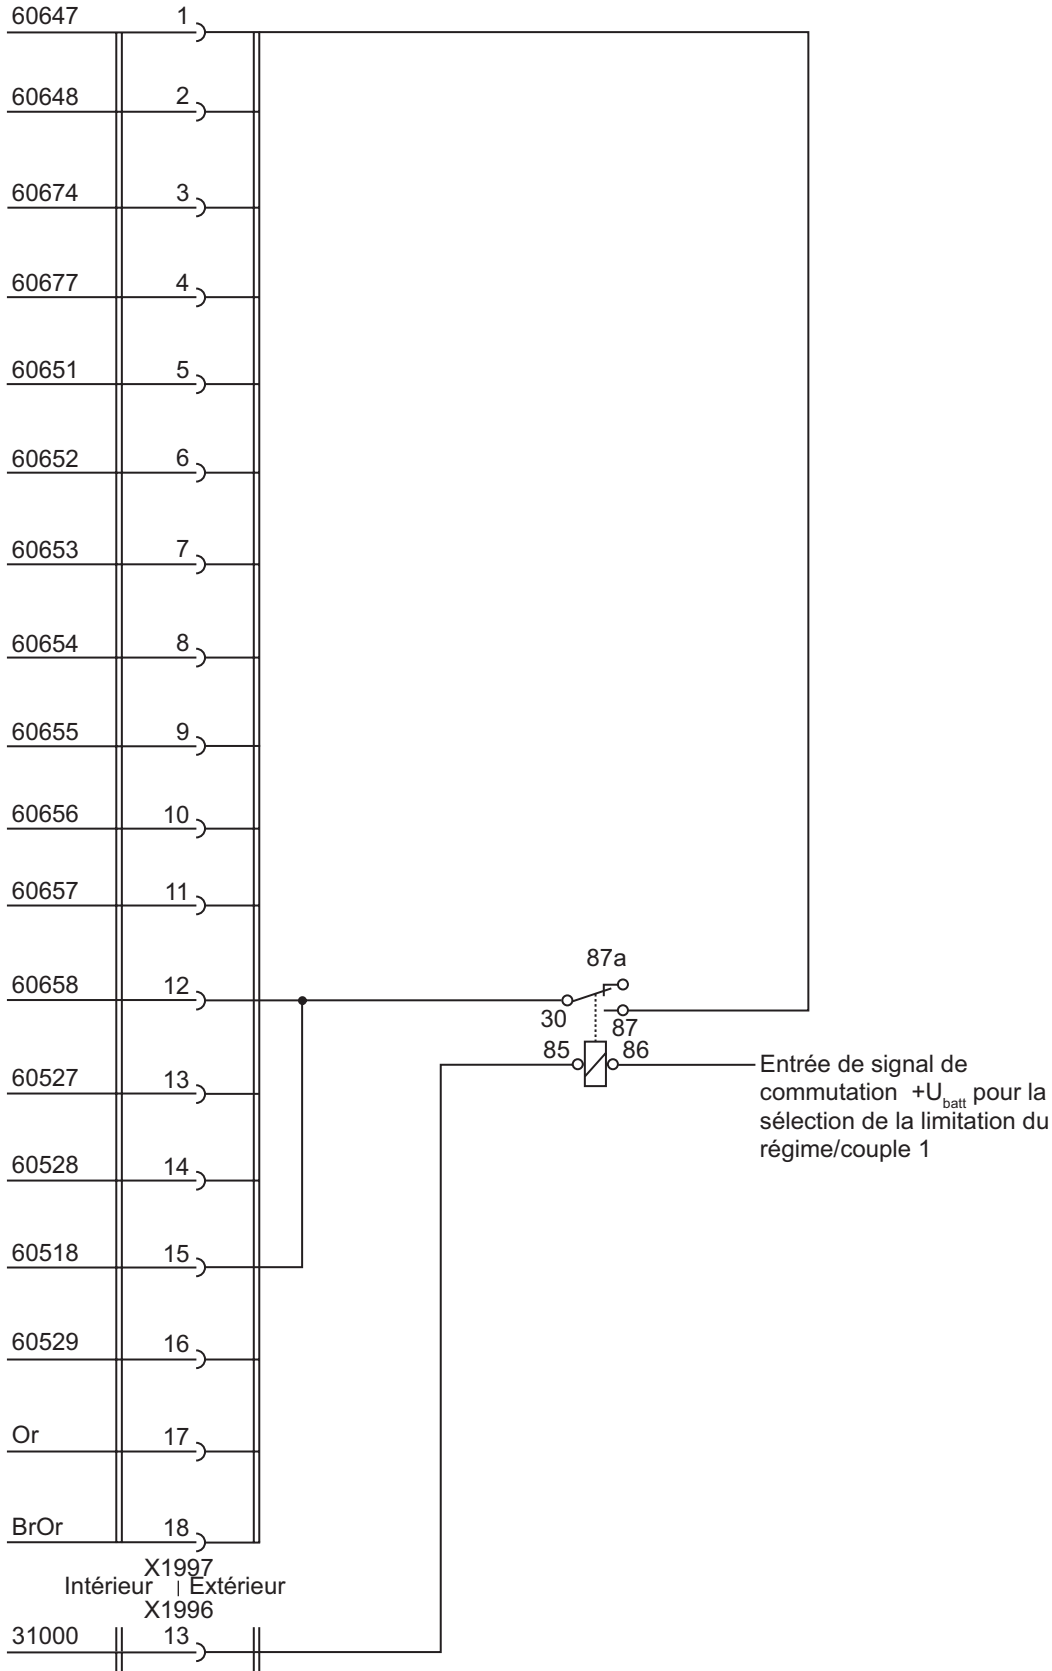 60647 1
60648 2
60674 3
60677 4
60651 5
60652 6
60653 7
60654 8
60655 9
60656 10
60657 11
87a
60658 12
30 87
85 86
Entrée de signal de
commutation +Ubatt pour la
sélection de la limitation du
régime/couple 1
60527 13
60528 14
60518 15
60529 16
Or 17
BrOr 18
X1997
Intérieur | Extérieur
X1996
31000 13